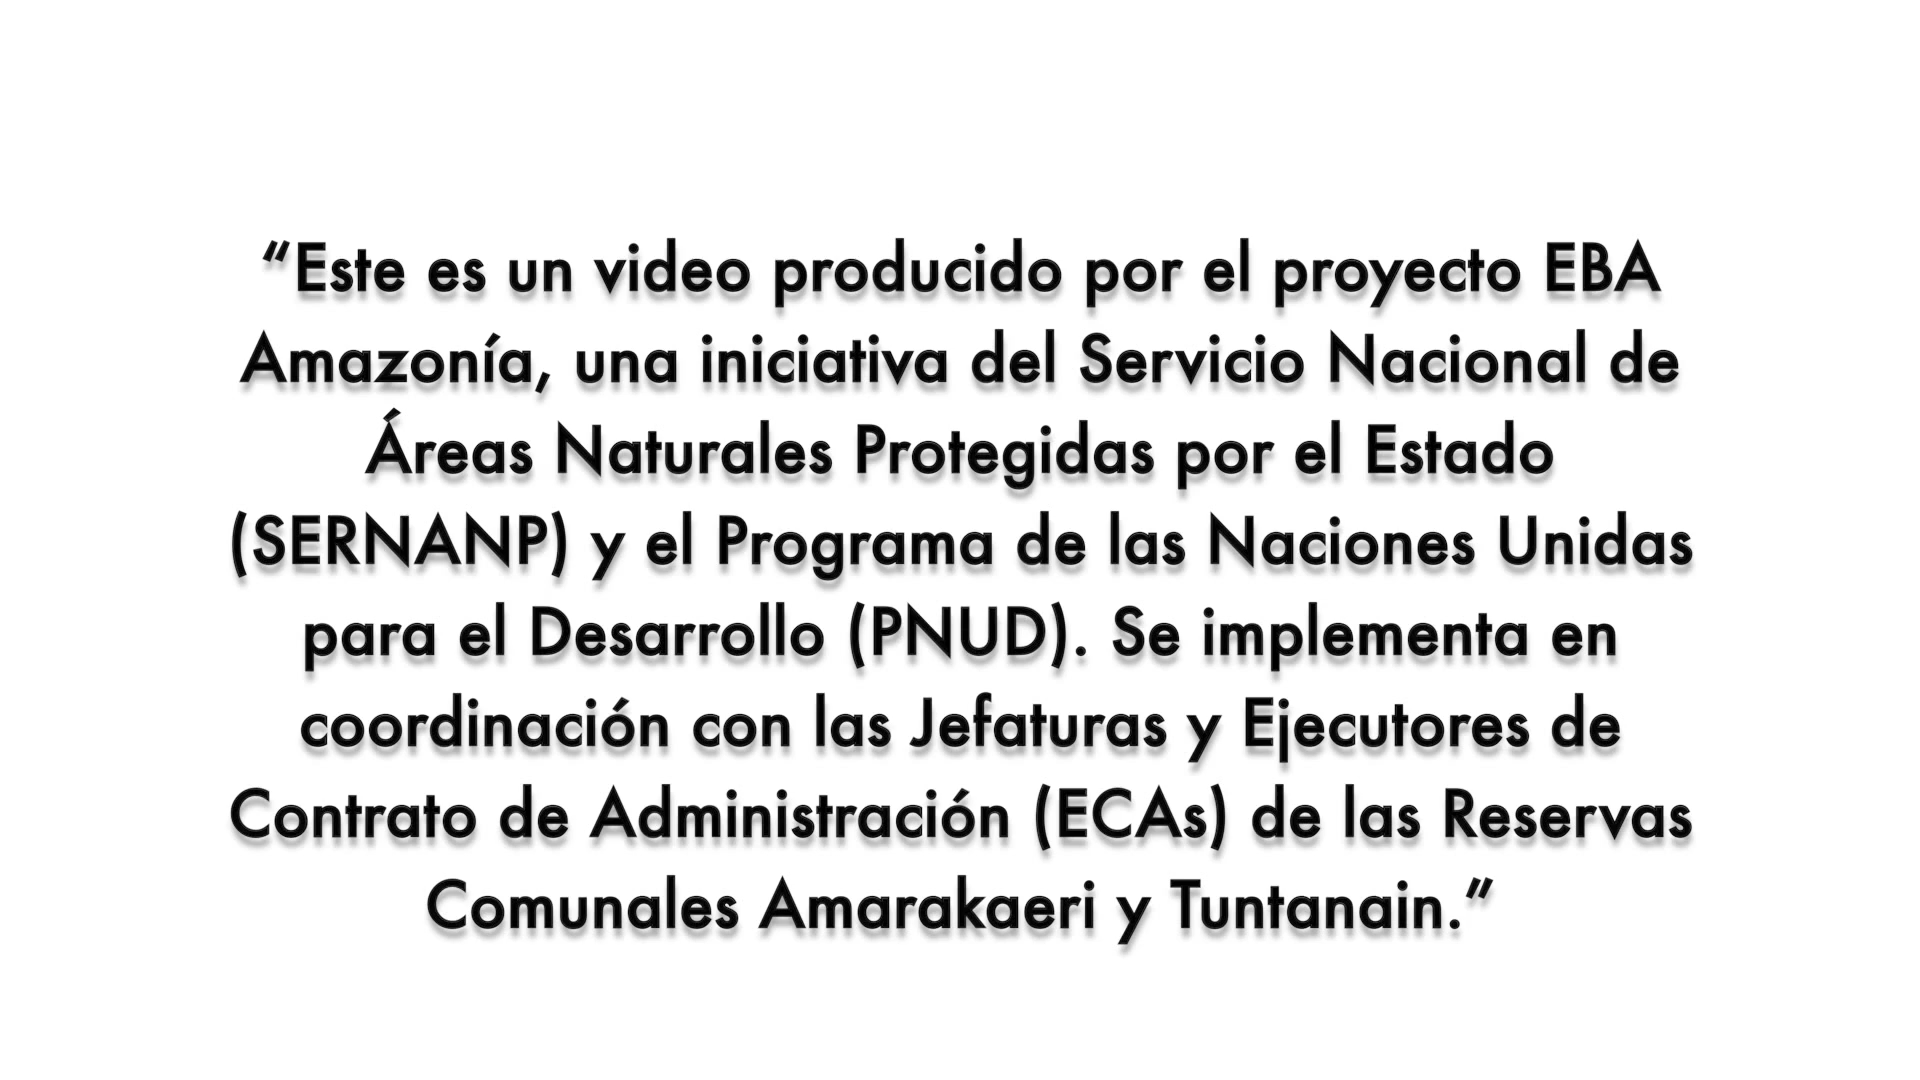 “Este es un video producido por el proyecto EBA
Amazonía, una iniciativa del Servicio Nacional de
Áreas Naturales Protegidas por el Estado
(SERNANP) y el Programa de las Naciones Unidas
para el Desarrollo (PNUD). Se implementa en
coordinación con las Jefaturas y Ejecutores de
Contrato de Administración (ECAs) de las Reservas
Comunales Amarakaeri y Tuntanain.”